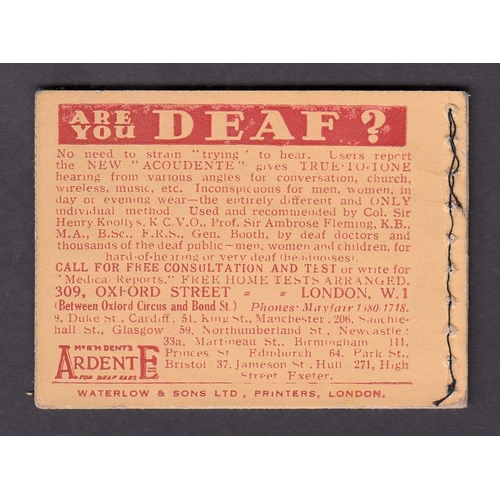 ARE YOU DEAF?
No need to strain "trying" to hear. Users report
the NEW "ACOUDENTE" gives TRUE-TO-TONE
hearing from various angles for conversation, church,
wireless, music, etc. Inconspicuous for men, women, in
day or evening wear—the entirely different and ONLY
individual method. Used and recommended by Col. Sir
Henry Knollys, K.C.V.O., Prof. Sir Ambrose Fleming, K.B.,
M.A., B.Sc., F.R.S., Gen. Booth, by deaf doctors and
thousands of the deaf public—men, women and children, for
hard-of-hearing or very deaf (headnoises).
CALL FOR FREE CONSULTATION AND TEST or write for
"Medical Reports." FREE HOME TESTS ARRANGED.
309, OXFORD STREET = = LONDON, W.1
(Between Oxford Circus and Bond St.) Phones: Mayfair 1380-1718.
9, Duke St., Cardiff. 51, King St., Manchester. 206, Sauchie-
hall St., Glasgow 59, Northumberland St., Newcastle.
33a, Martineau St., Birmingham 111,
Princes St. Edinburgh 64, Park St.,
Bristol 37, Jameson St., Hull 271, High
Street, Exeter.
MR R H DENT'S
ARDENTE
FOR DEAF EARS
WATERLOW & SONS LTD., PRINTERS, LONDON.